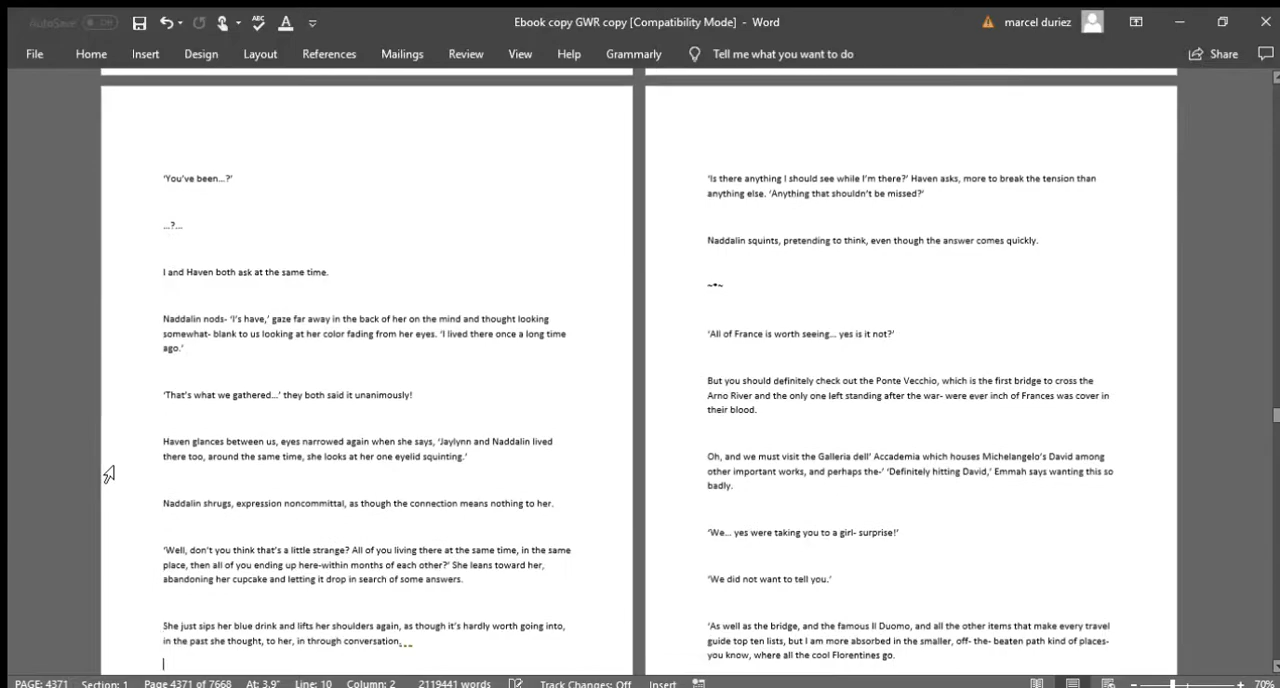 AutoSave Off
Ebook copy GWR copy [Compatibility Mode] - Word
marcel duriez
File Home Insert Design Layout References Mailings Review View Help Grammarly Tell me what you want to do Share
‘You’ve been…?’
…?…
I and Haven both ask at the same time.
Naddalin nods- ‘I’s have,’ gaze far away in the back of her on the mind and thought looking
somewhat- blank to us looking at her color fading from her eyes. ‘I lived there once a long time
ago.’
‘That’s what we gathered…’ they both said it unanimously!
Haven glances between us, eyes narrowed again when she says, ‘Jaylynn and Naddalin lived
there too, around the same time, she looks at her one eyelid squinting.’
Naddalin shrugs, expression noncommittal, as though the connection means nothing to her.
‘Well, don’t you think that’s a little strange? All of you living there at the same time, in the same
place, then all of you ending up here-within months of each other?’ She leans toward her,
abandoning her cupcake and letting it drop in search of some answers.
She just sips her blue drink and lifts her shoulders again, as though it’s hardly worth going into,
in the past she thought, to her, in through conversation,...
‘Is there anything I should see while I’m there?’ Haven asks, more to break the tension than
anything else. ‘Anything that shouldn’t be missed?’
Naddalin squints, pretending to think, even though the answer comes quickly.
~•~
‘All of France is worth seeing… yes is it not?’
But you should definitely check out the Ponte Vecchio, which is the first bridge to cross the
Arno River and the only one left standing after the war- were ever inch of Frances was cover in
their blood.
Oh, and we must visit the Galleria dell’ Accademia which houses Michelangelo’s David among
other important works, and perhaps the-’ ‘Definitely hitting David,’ Emmah says wanting this so
badly.
‘We… yes were taking you to a girl- surprise!’
‘We did not want to tell you.’
‘As well as the bridge, and the famous Il Duomo, and all the other items that make every travel
guide top ten lists, but I am more absorbed in the smaller, off- the- beaten path kind of places-
you know, where all the cool Florentines go.
PAGE: 4371 Section: 1 Page 4371 of 7668 At: 3.9" Line: 10 Column: 2 2119441 words Track Changes: Off Insert 70%